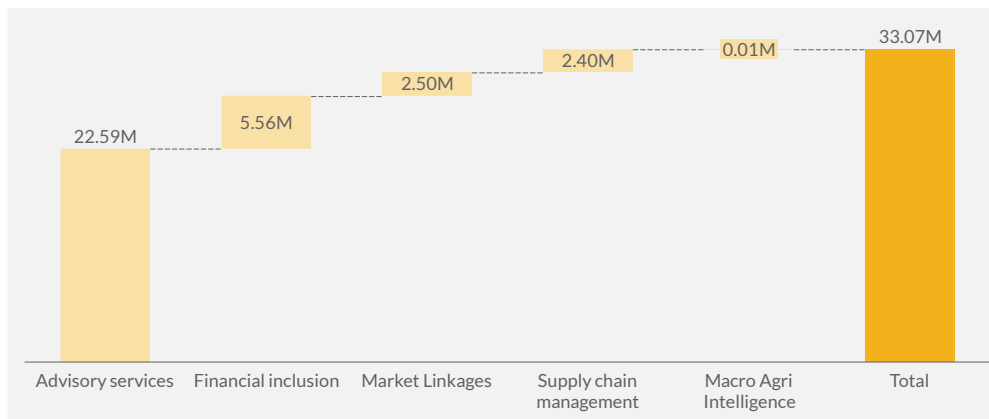 33.07M
0.01M
2.40M
2.50M
5.56M
22.59M
Advisory services
Financial inclusion
Market Linkages
Supply chain
management
Macro Agri
Intelligence
Total